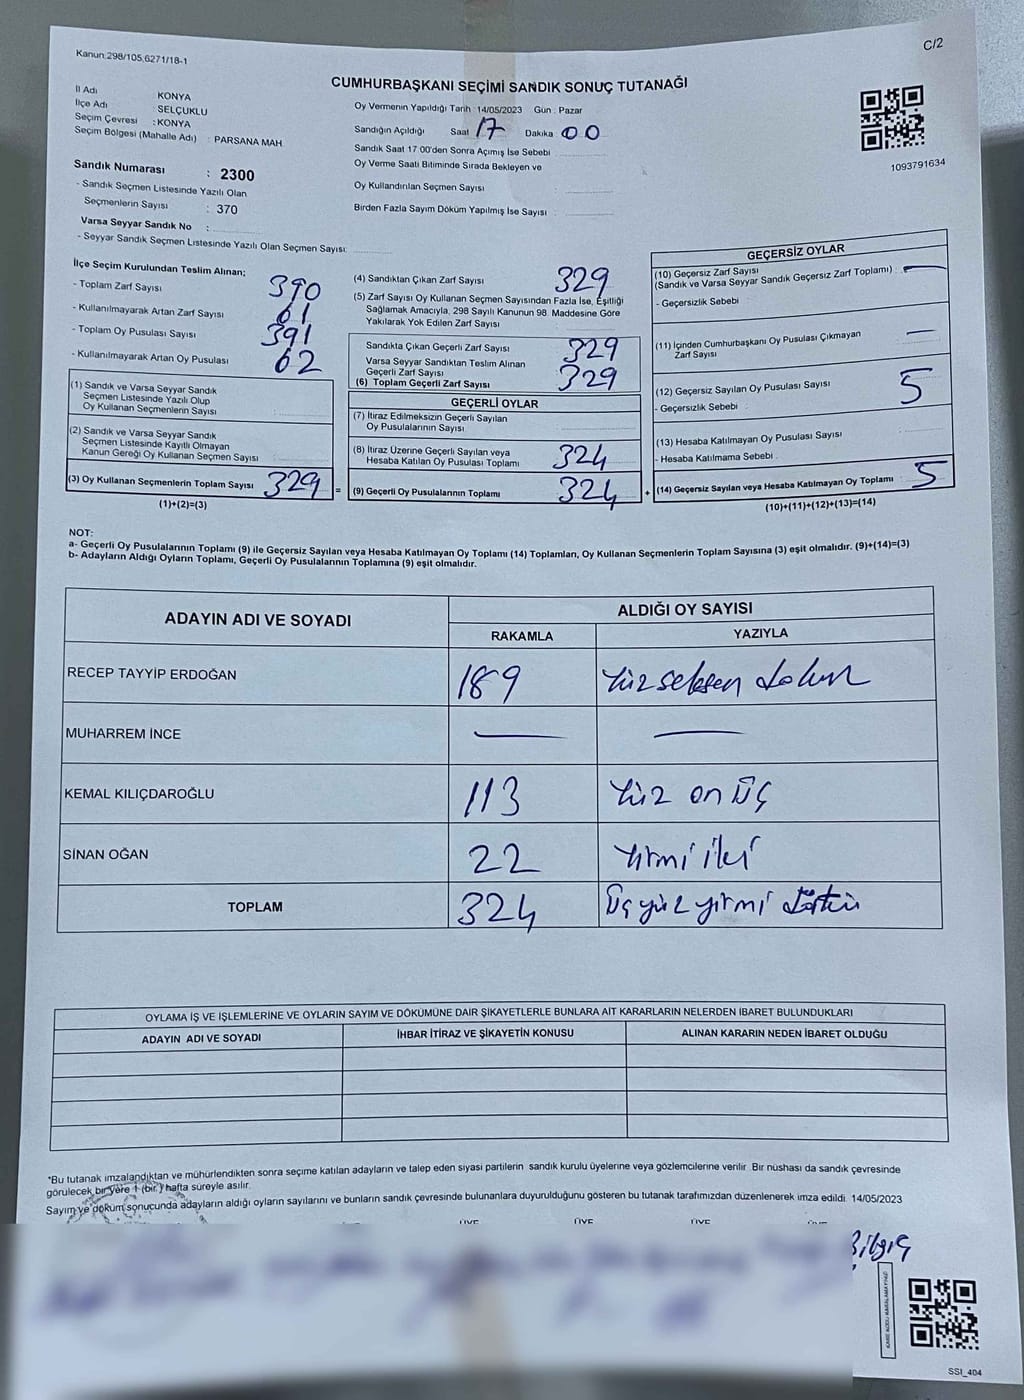 Kanun:298/105,6271/18-1
C/2
CUMHURBAŞKANI SEÇİMİ SANDIK SONUÇ TUTANAĞI
İl Adı KONYA
İlçe Adı SELÇUKLU
Seçim Çevresi : KONYA
Seçim Bölgesi (Mahalle Adı) : PARSANA MAH
Oy Vermenin Yapıldığı Tarih : 14/05/2023 Gün : Pazar
Sandığın Açıldığı Saat 17 Dakika 00
Sandık Saat 17:00'den Sonra Açımış İse Sebebi
Oy Verme Saati Bitiminde Sırada Bekleyen ve
Oy Kullandırılan Seçmen Sayısı :
Birden Fazla Sayım Döküm Yapılmış İse Sayısı :
1093791634
Sandık Numarası : 2300
- Sandık Seçmen Listesinde Yazılı Olan
Seçmenlerin Sayısı : 370
Varsa Seyyar Sandık No :
- Seyyar Sandık Seçmen Listesinde Yazılı Olan Seçmen Sayısı:
İlçe Seçim Kurulundan Teslim Alınan;
- Toplam Zarf Sayısı 390
- Kullanılmayarak Artan Zarf Sayısı 61
- Toplam Oy Pusulası Sayısı 391
- Kullanılmayarak Artan Oy Pusulası 62
(1) Sandık ve Varsa Seyyar Sandık
Seçmen Listesinde Yazılı Olup
Oy Kullanan Seçmenlerin Sayısı
(2) Sandık ve Varsa Seyyar Sandık
Seçmen Listesinde Kayıtlı Olmayan
Kanun Gereği Oy Kullanan Seçmen Sayısı
(3) Oy Kullanan Seçmenlerin Toplam Sayısı 329 =
(1)+(2)=(3)
(4) Sandıktan Çıkan Zarf Sayısı 329
(5) Zarf Sayısı Oy Kullanan Seçmen Sayısından Fazla İse, Eşitliği
Sağlamak Amacıyla, 298 Sayılı Kanunun 98. Maddesine Göre
Yakılarak Yok Edilen Zarf Sayısı
Sandıkta Çıkan Geçerli Zarf Sayısı 329
Varsa Seyyar Sandıktan Teslim Alınan
Geçerli Zarf Sayısı
(6) Toplam Geçerli Zarf Sayısı 329
GEÇERLİ OYLAR
(7) İtiraz Edilmeksizin Geçerli Sayılan
Oy Pusulalarının Sayısı
(8) İtiraz Üzerine Geçerli Sayılan veya
Hesaba Katılan Oy Pusulası Toplamı 324
(9) Geçerli Oy Pusulalarının Toplamı 324 +
GEÇERSİZ OYLAR
(10) Geçersiz Zarf Sayısı
(Sandık ve Varsa Seyyar Sandık Geçersiz Zarf Toplamı) : —
- Geçersizlik Sebebi
(11) İçinden Cumhurbaşkanı Oy Pusulası Çıkmayan
Zarf Sayısı —
(12) Geçersiz Sayılan Oy Pusulası Sayısı 5
- Geçersizlik Sebebi
(13) Hesaba Katılmayan Oy Pusulası Sayısı
- Hesaba Katılmama Sebebi
(14) Geçersiz Sayılan veya Hesaba Katılmayan Oy Toplamı : 5
(10)+(11)+(12)+(13)=(14)
NOT:
a- Geçerli Oy Pusulalarının Toplamı (9) ile Geçersiz Sayılan veya Hesaba Katılmayan Oy Toplamı (14) Toplamları, Oy Kullanan Seçmenlerin Toplam Sayısına (3) eşit olmalıdır. (9)+(14)=(3)
b- Adayların Aldığı Oyların Toplamı, Geçerli Oy Pusulalarının Toplamına (9) eşit olmalıdır.
ADAYIN ADI VE SOYADI ALDIĞI OY SAYISI
RAKAMLA YAZIYLA
RECEP TAYYİP ERDOĞAN 189 Yüzseksen dokuz
MUHARREM İNCE — —
KEMAL KILIÇDAROĞLU 113 Yüz on üç
SİNAN OĞAN 22 Yirmi iki
TOPLAM 324 Üçyüz yirmi
OYLAMA İŞ VE İŞLEMLERİNE VE OYLARIN SAYIM VE DÖKÜMÜNE DAİR ŞİKAYETLERLE BUNLARA AİT KARARLARIN NELERDEN İBARET BULUNDUKLARI
ADAYIN ADI VE SOYADI İHBAR İTİRAZ VE ŞİKAYETİN KONUSU ALINAN KARARIN NEDEN İBARET OLDUĞU
*Bu tutanak imzalandıktan ve mühürlendikten sonra seçime katılan adayların ve talep eden siyasi partilerin sandık kurulu üyelerine veya gözlemcilerine verilir. Bir nüshası da sandık çevresinde
görülecek bir yere 1 (bir) hafta süreyle asılır.
Sayım ve döküm sonucunda adayların aldığı oyların sayılarını ve bunların sandık çevresinde bulunanlara duyurulduğunu gösteren bu tutanak tarafımızdan düzenlenerek imza edildi. 14/05/2023
ÜYE ÜYE ÜYE ÜYE
Bilgiç
SSI_404